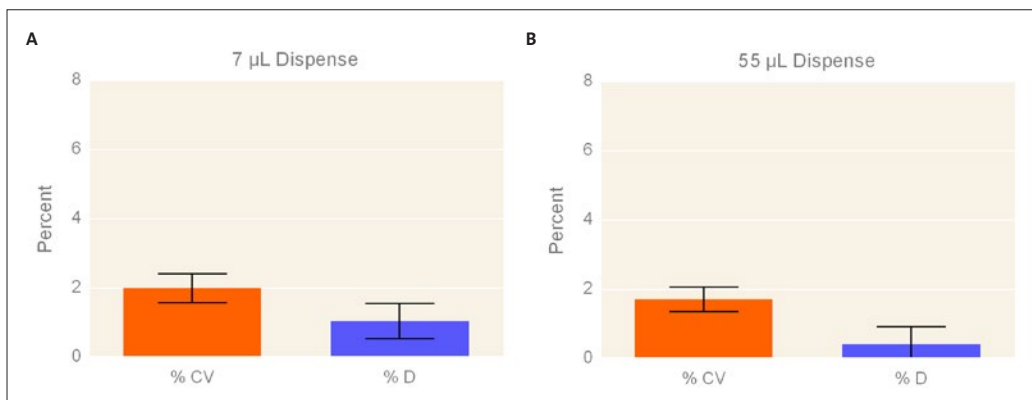 A
7 µL Dispense
8
6
4
2
0
Percent
% CV
% D
B
55 µL Dispense
8
6
4
2
0
Percent
% CV
% D